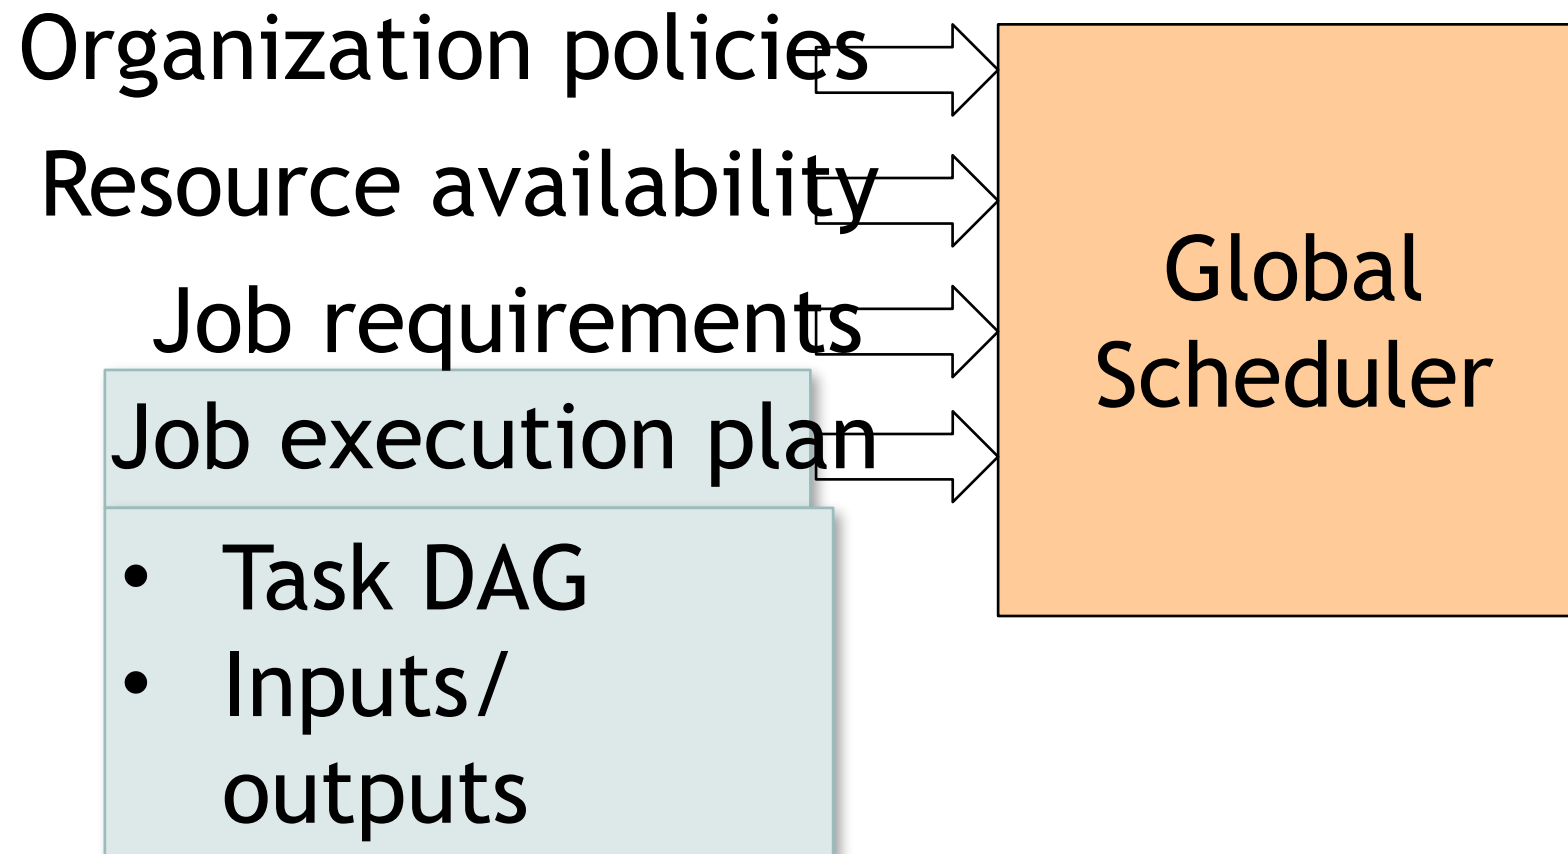 Organization policies
Resource availability
Job requirements
Job execution plan
• Task DAG
• Inputs/
outputs
Global
Scheduler